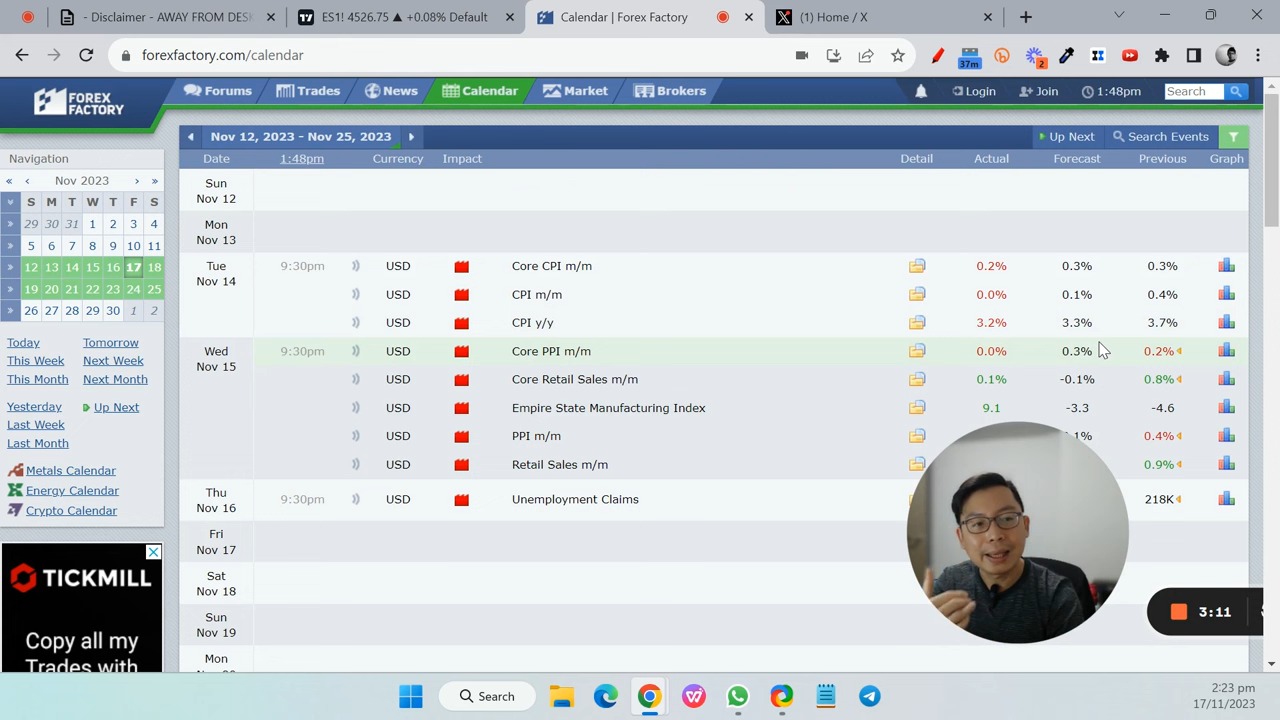 - Disclaimer - AWAY FROM DESK
ES1! 4526.75 ▲ +0.08% Default
Calendar | Forex Factory
(1) Home / X
forexfactory.com/calendar
37m
2
FOREX FACTORY
Forums
Trades
News
Calendar
Market
Brokers
Login
Join
1:48pm
Search
Navigation
« ‹ Nov 2023 › »
S M T W T F S
29 30 31 1 2 3 4
5 6 7 8 9 10 11
12 13 14 15 16 17 18
19 20 21 22 23 24 25
26 27 28 29 30 1 2
Today Tomorrow
This Week Next Week
This Month Next Month
Yesterday Up Next
Last Week
Last Month
Metals Calendar
Energy Calendar
Crypto Calendar
TICKMILL
Copy all my
Trades with
Nov 12, 2023 - Nov 25, 2023
Up Next
Search Events
Date 1:48pm Currency Impact Detail Actual Forecast Previous Graph
Sun
Nov 12
Mon
Nov 13
Tue
Nov 14
9:30pm USD Core CPI m/m 0.2% 0.3% 0.3%
USD CPI m/m 0.0% 0.1% 0.4%
USD CPI y/y 3.2% 3.3% 3.7%
Wed
Nov 15
9:30pm USD Core PPI m/m 0.0% 0.3% 0.2%
USD Core Retail Sales m/m 0.1% -0.1% 0.8%
USD Empire State Manufacturing Index 9.1 -3.3 -4.6
USD PPI m/m 0.4%
USD Retail Sales m/m 0.9%
Thu
Nov 16
9:30pm USD Unemployment Claims 218K
Fri
Nov 17
Sat
Nov 18
Sun
Nov 19
Mon
3:11
Search
2:23 pm
17/11/2023